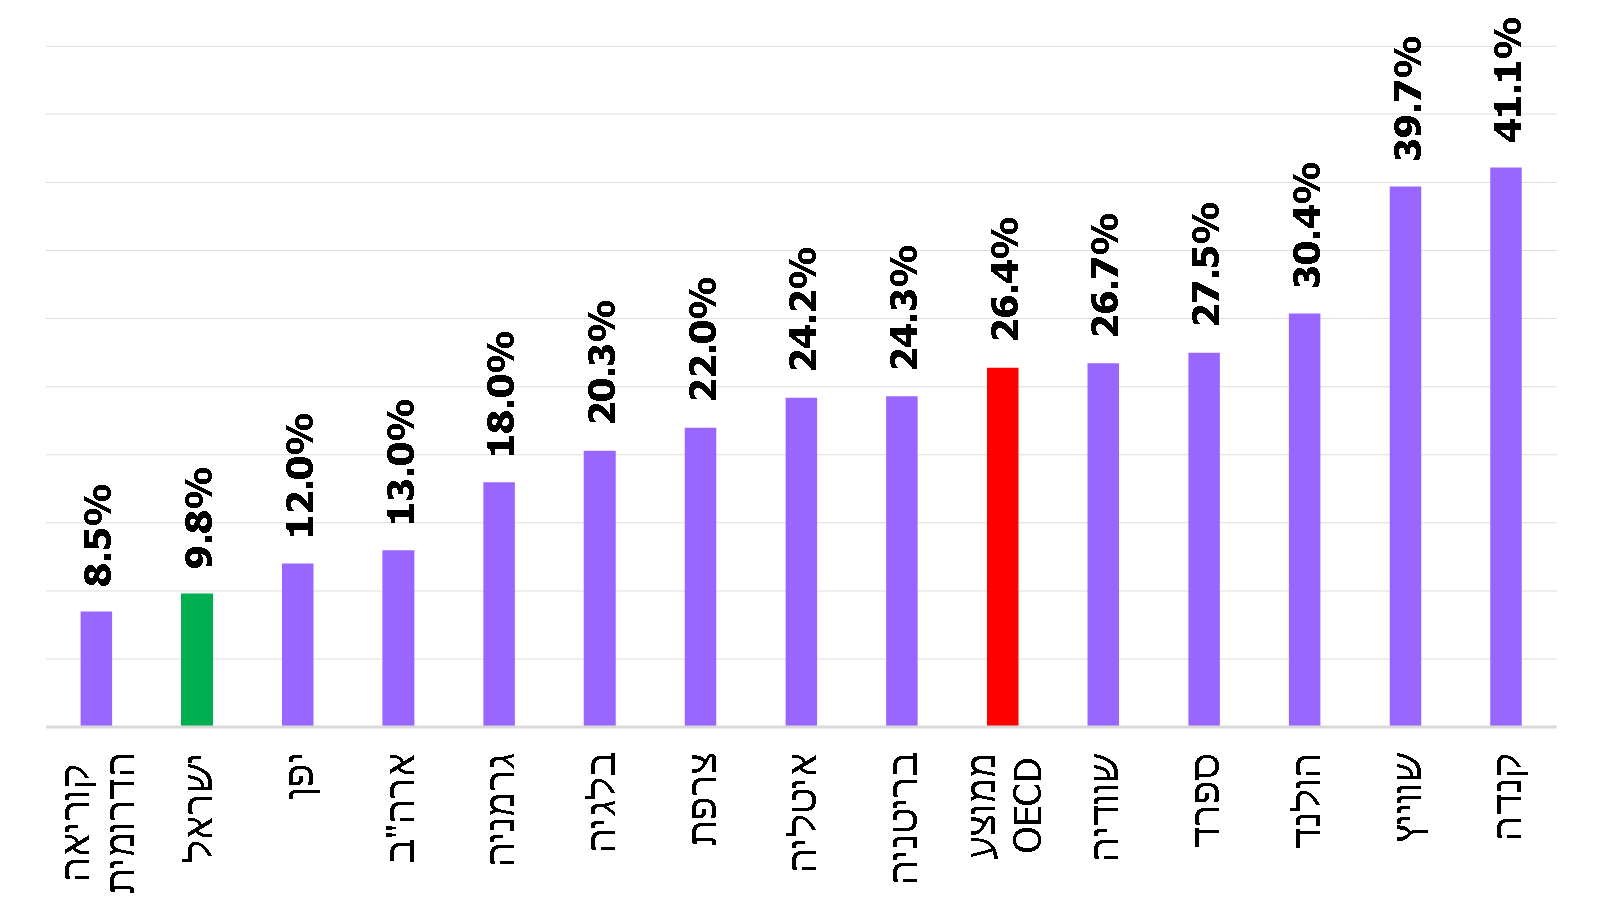 8.5%
9.8%
12.0%
13.0%
18.0%
20.3%
22.0%
24.2%
24.3%
26.4%
26.7%
27.5%
30.4%
39.7%
41.1%
קוריאה
הדרומית
ישראל
יפן
ארה"ב
גרמניה
בלגיה
צרפת
איטליה
בריטניה
ממוצע
OECD
שוודיה
ספרד
הולנד
שווייץ
קנדה